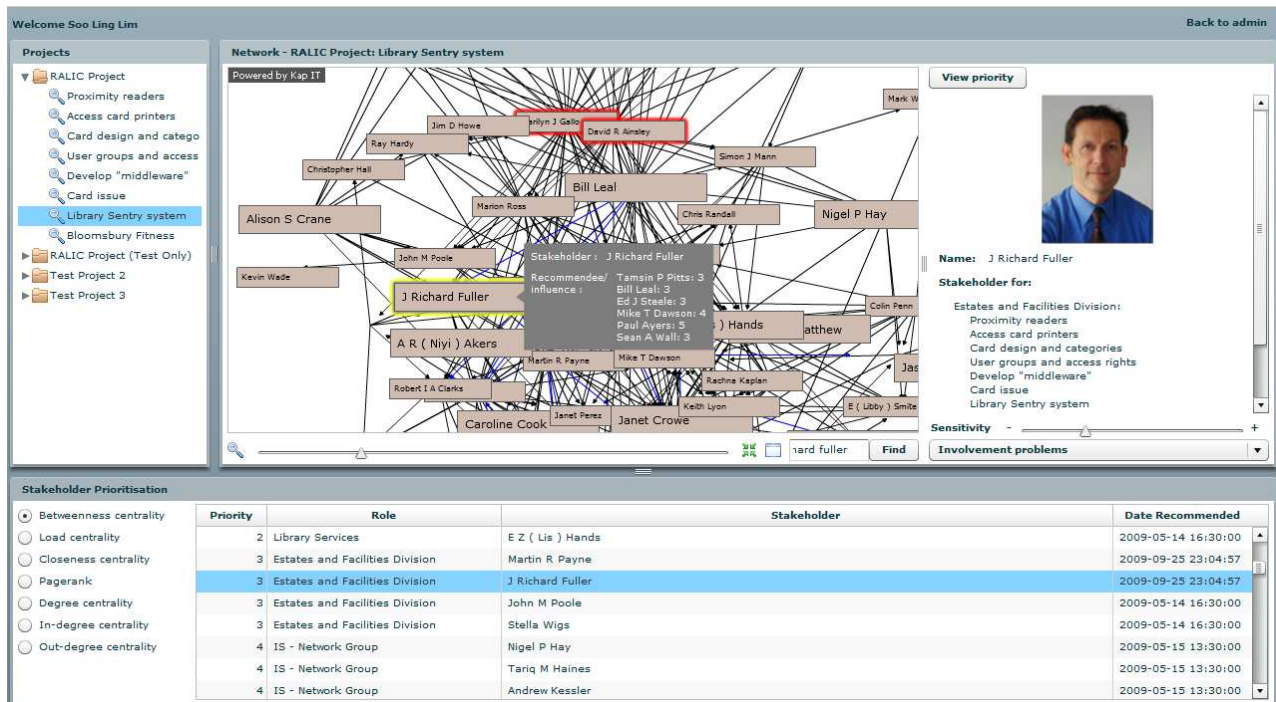 Welcome Soo Ling Lim
Back to admin
Projects
RALIC Project
Proximity readers
Access card printers
Card design and catego
User groups and access
Develop "middleware"
Card issue
Library Sentry system
Bloomsbury Fitness
RALIC Project (Test Only)
Test Project 2
Test Project 3
Network - RALIC Project: Library Sentry system
Powered by Kap IT
Mark W
Jim D Howe
arilyn J Gallo
David R Ainsley
Ray Hardy
Simon J Mann
Christopher Hall
Bill Leal
Marion Ross
Alison S Crane
Chris Randall
Nigel P Hay
John M Poole
Kevin Wade
J Richard Fuller
Stakeholder : J Richard Fuller
Recommendee/ influence :
Tamsin P Pitts: 3
Bill Leal: 3
Ed J Steele: 3
Mike T Dawson: 4
Paul Ayers: 5
Sean A Wall: 3
Colin Penn
) Hands
atthew
A R ( Niyi ) Akers
Martin R Payne
Mike T Dawson
Jas
Robert I A Clarks
Rachna Kaplan
Caroline Cook
Janet Perez
Janet Crowe
Keith Lyon
E ( Libby ) Smite
hard fuller
Find
View priority
Name: J Richard Fuller
Stakeholder for:
Estates and Facilities Division:
Proximity readers
Access card printers
Card design and categories
User groups and access rights
Develop "middleware"
Card issue
Library Sentry system
Sensitivity - +
Involvement problems
Stakeholder Prioritisation
Betweenness centrality
Load centrality
Closeness centrality
Pagerank
Degree centrality
In-degree centrality
Out-degree centrality
Priority Role Stakeholder Date Recommended
2 Library Services E Z ( Lis ) Hands 2009-05-14 16:30:00
3 Estates and Facilities Division Martin R Payne 2009-09-25 23:04:57
3 Estates and Facilities Division J Richard Fuller 2009-09-25 23:04:57
3 Estates and Facilities Division John M Poole 2009-05-14 16:30:00
3 Estates and Facilities Division Stella Wigs 2009-05-14 16:30:00
4 IS - Network Group Nigel P Hay 2009-05-15 13:30:00
4 IS - Network Group Tariq M Haines 2009-05-15 13:30:00
4 IS - Network Group Andrew Kessler 2009-05-15 13:30:00